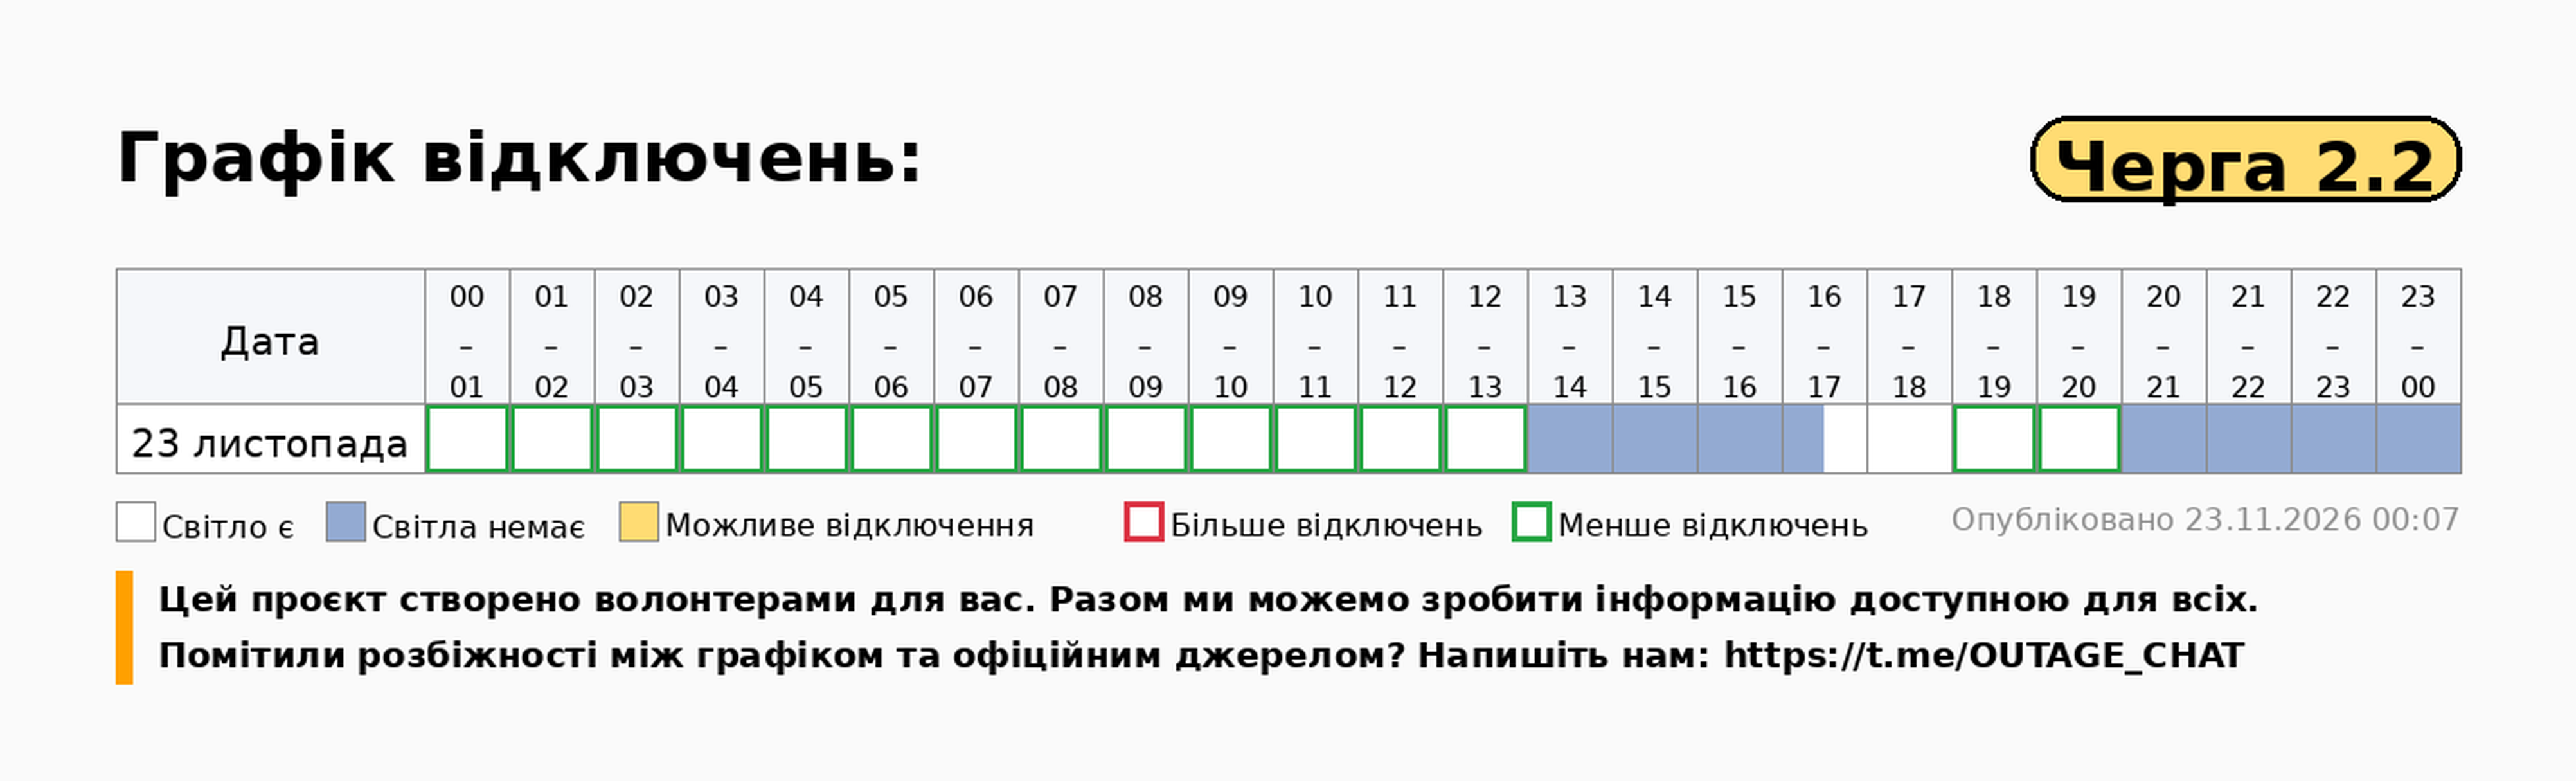 Графік відключень:
Черга 2.2
Дата
00 – 01
01 – 02
02 – 03
03 – 04
04 – 05
05 – 06
06 – 07
07 – 08
08 – 09
09 – 10
10 – 11
11 – 12
12 – 13
13 – 14
14 – 15
15 – 16
16 – 17
17 – 18
18 – 19
19 – 20
20 – 21
21 – 22
22 – 23
23 – 00
23 листопада
Світло є
Світла немає
Можливе відключення
Більше відключень
Менше відключень
Опубліковано 23.11.2026 00:07
Цей проєкт створено волонтерами для вас. Разом ми можемо зробити інформацію доступною для всіх.
Помітили розбіжності між графіком та офіційним джерелом? Напишіть нам: https://t.me/OUTAGE_CHAT